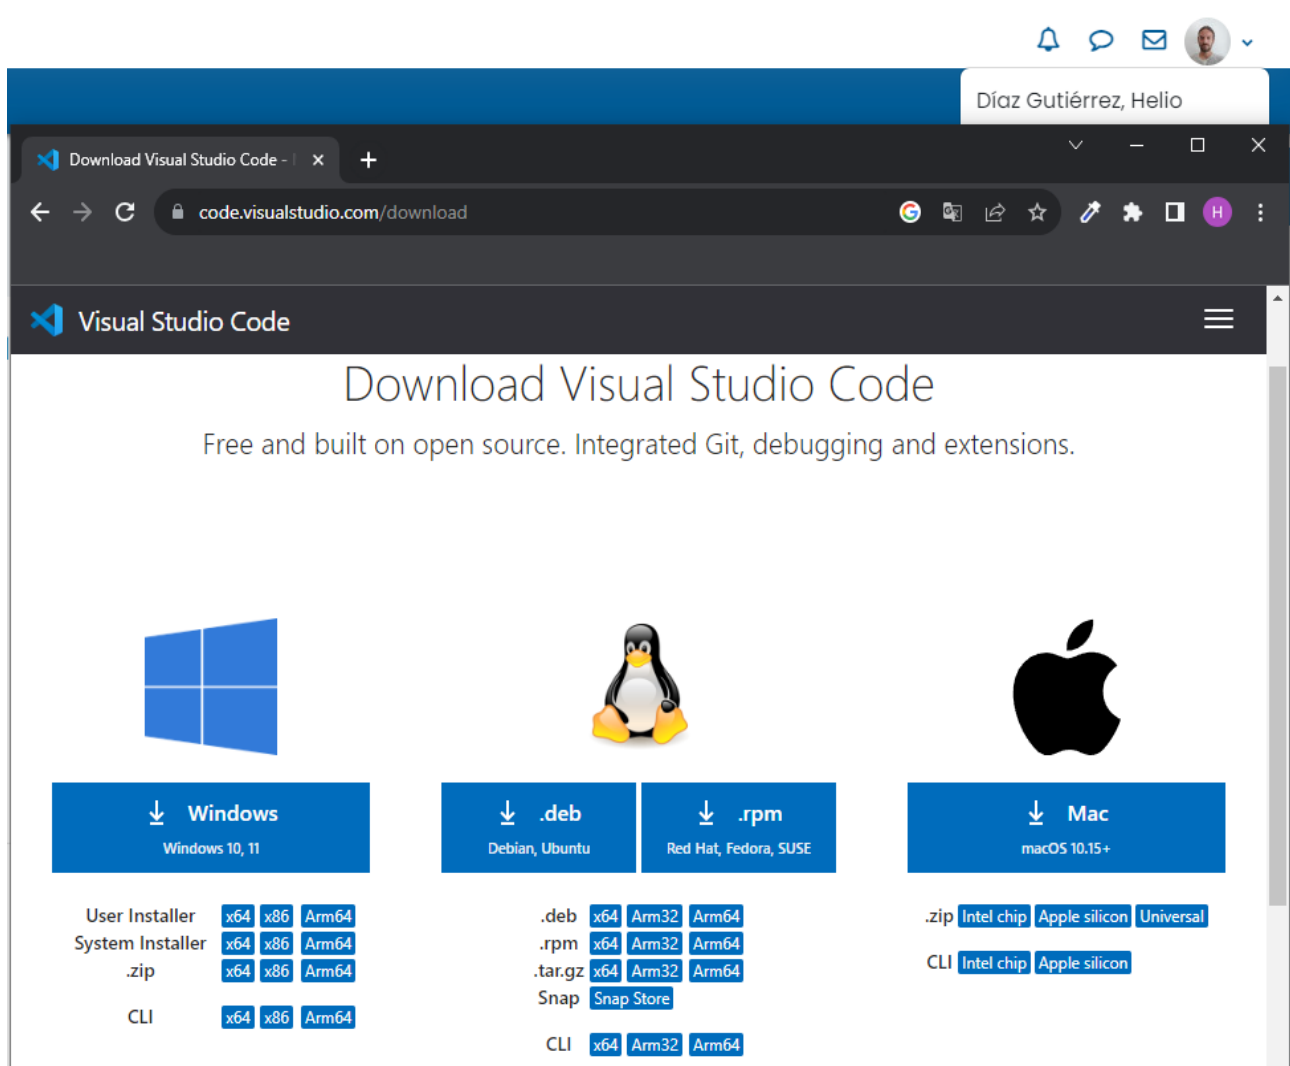 Díaz Gutiérrez, Helio
Download Visual Studio Code -
code.visualstudio.com/download
H
Visual Studio Code
Download Visual Studio Code
Free and built on open source. Integrated Git, debugging and extensions.
Windows
Windows 10, 11
User Installer x64 x86 Arm64
System Installer x64 x86 Arm64
.zip x64 x86 Arm64
CLI x64 x86 Arm64
.deb
Debian, Ubuntu
.rpm
Red Hat, Fedora, SUSE
.deb x64 Arm32 Arm64
.rpm x64 Arm32 Arm64
.tar.gz x64 Arm32 Arm64
Snap Snap Store
CLI x64 Arm32 Arm64
Mac
macOS 10.15+
.zip Intel chip Apple silicon Universal
CLI Intel chip Apple silicon